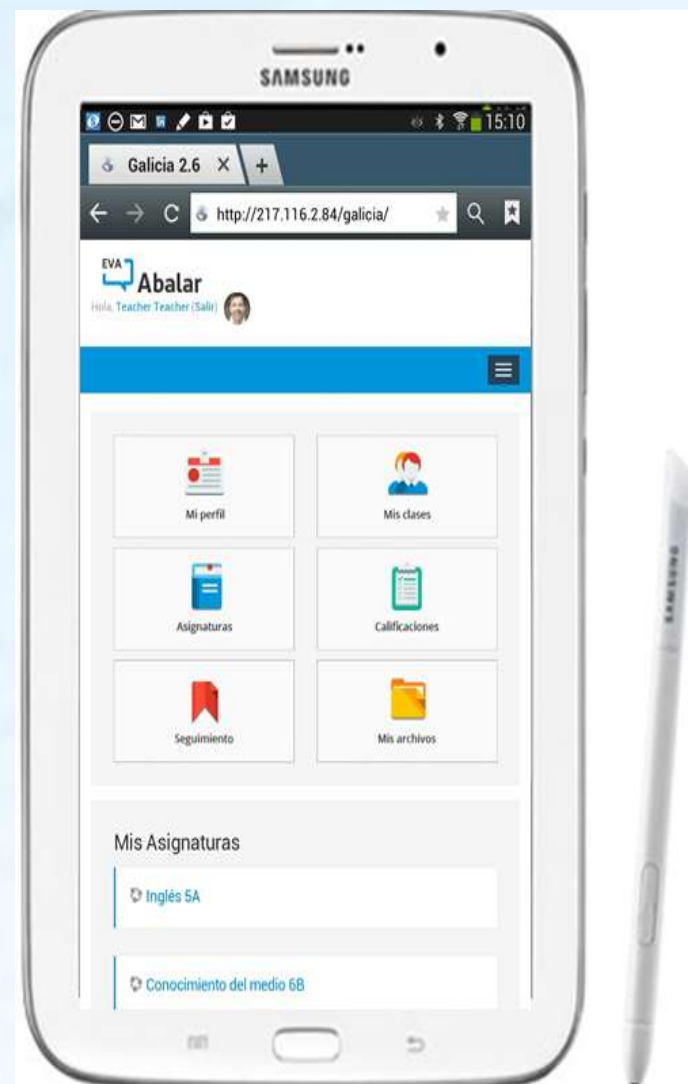 SAMSUNG
15:10
Galicia 2.6
http://217.116.2.84/galicia/
EVA
Abalar
Hola, Teacher Teacher (Salir)
Mi perfil
Mis clases
Asignaturas
Calificaciones
Seguimiento
Mis archivos
Mis Asignaturas
Inglés 5A
Conocimiento del medio 6B
SAMSUNG